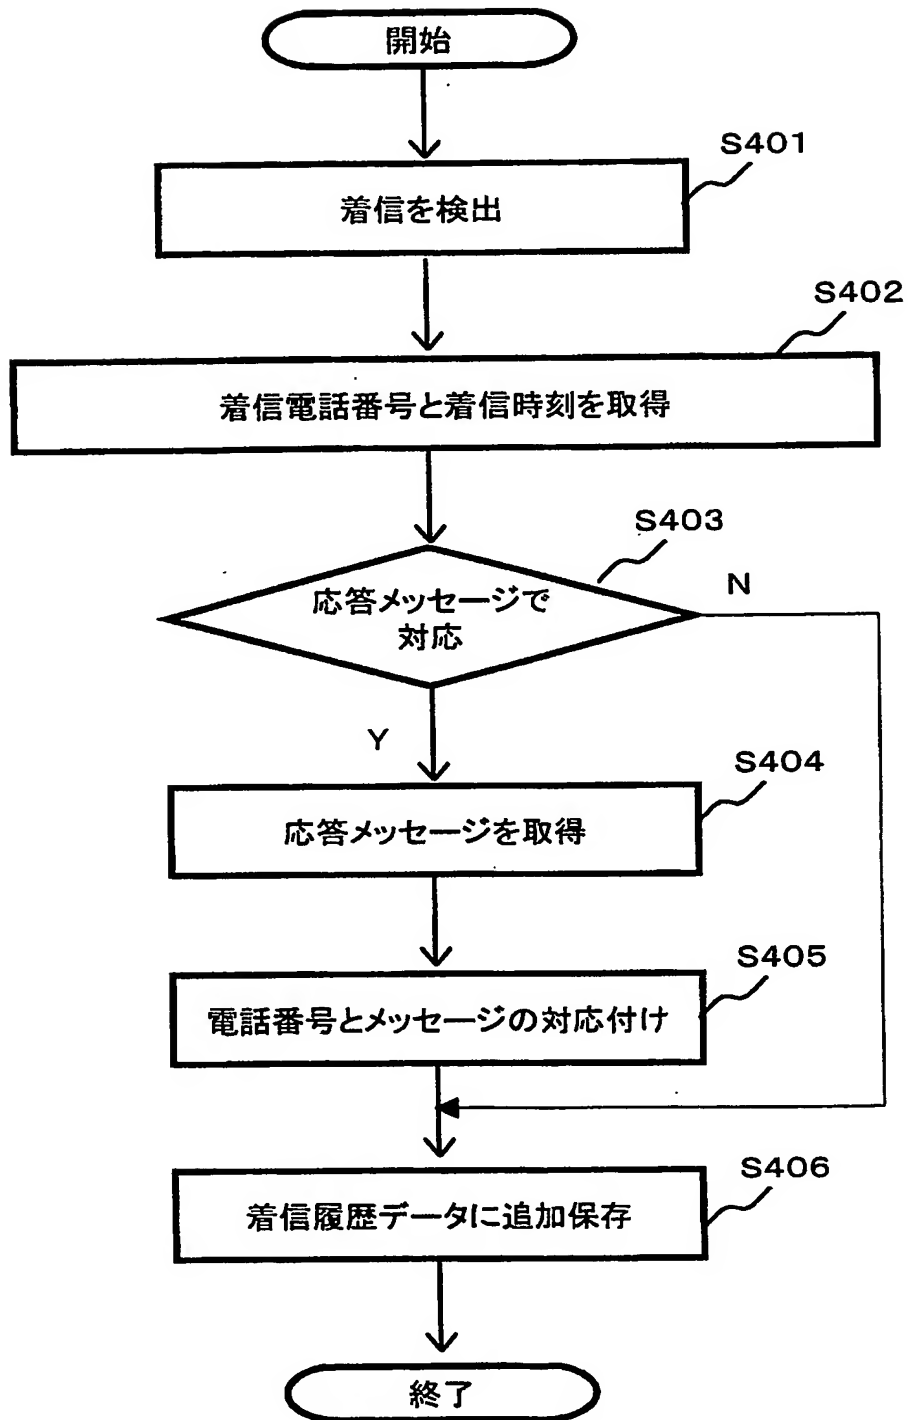 開始
S401
着信を検出
S402
着信電話番号と着信時刻を取得
S403
応答メッセージで
対応
N
Y
S404
応答メッセージを取得
S405
電話番号とメッセージの対応付け
S406
着信履歴データに追加保存
終了